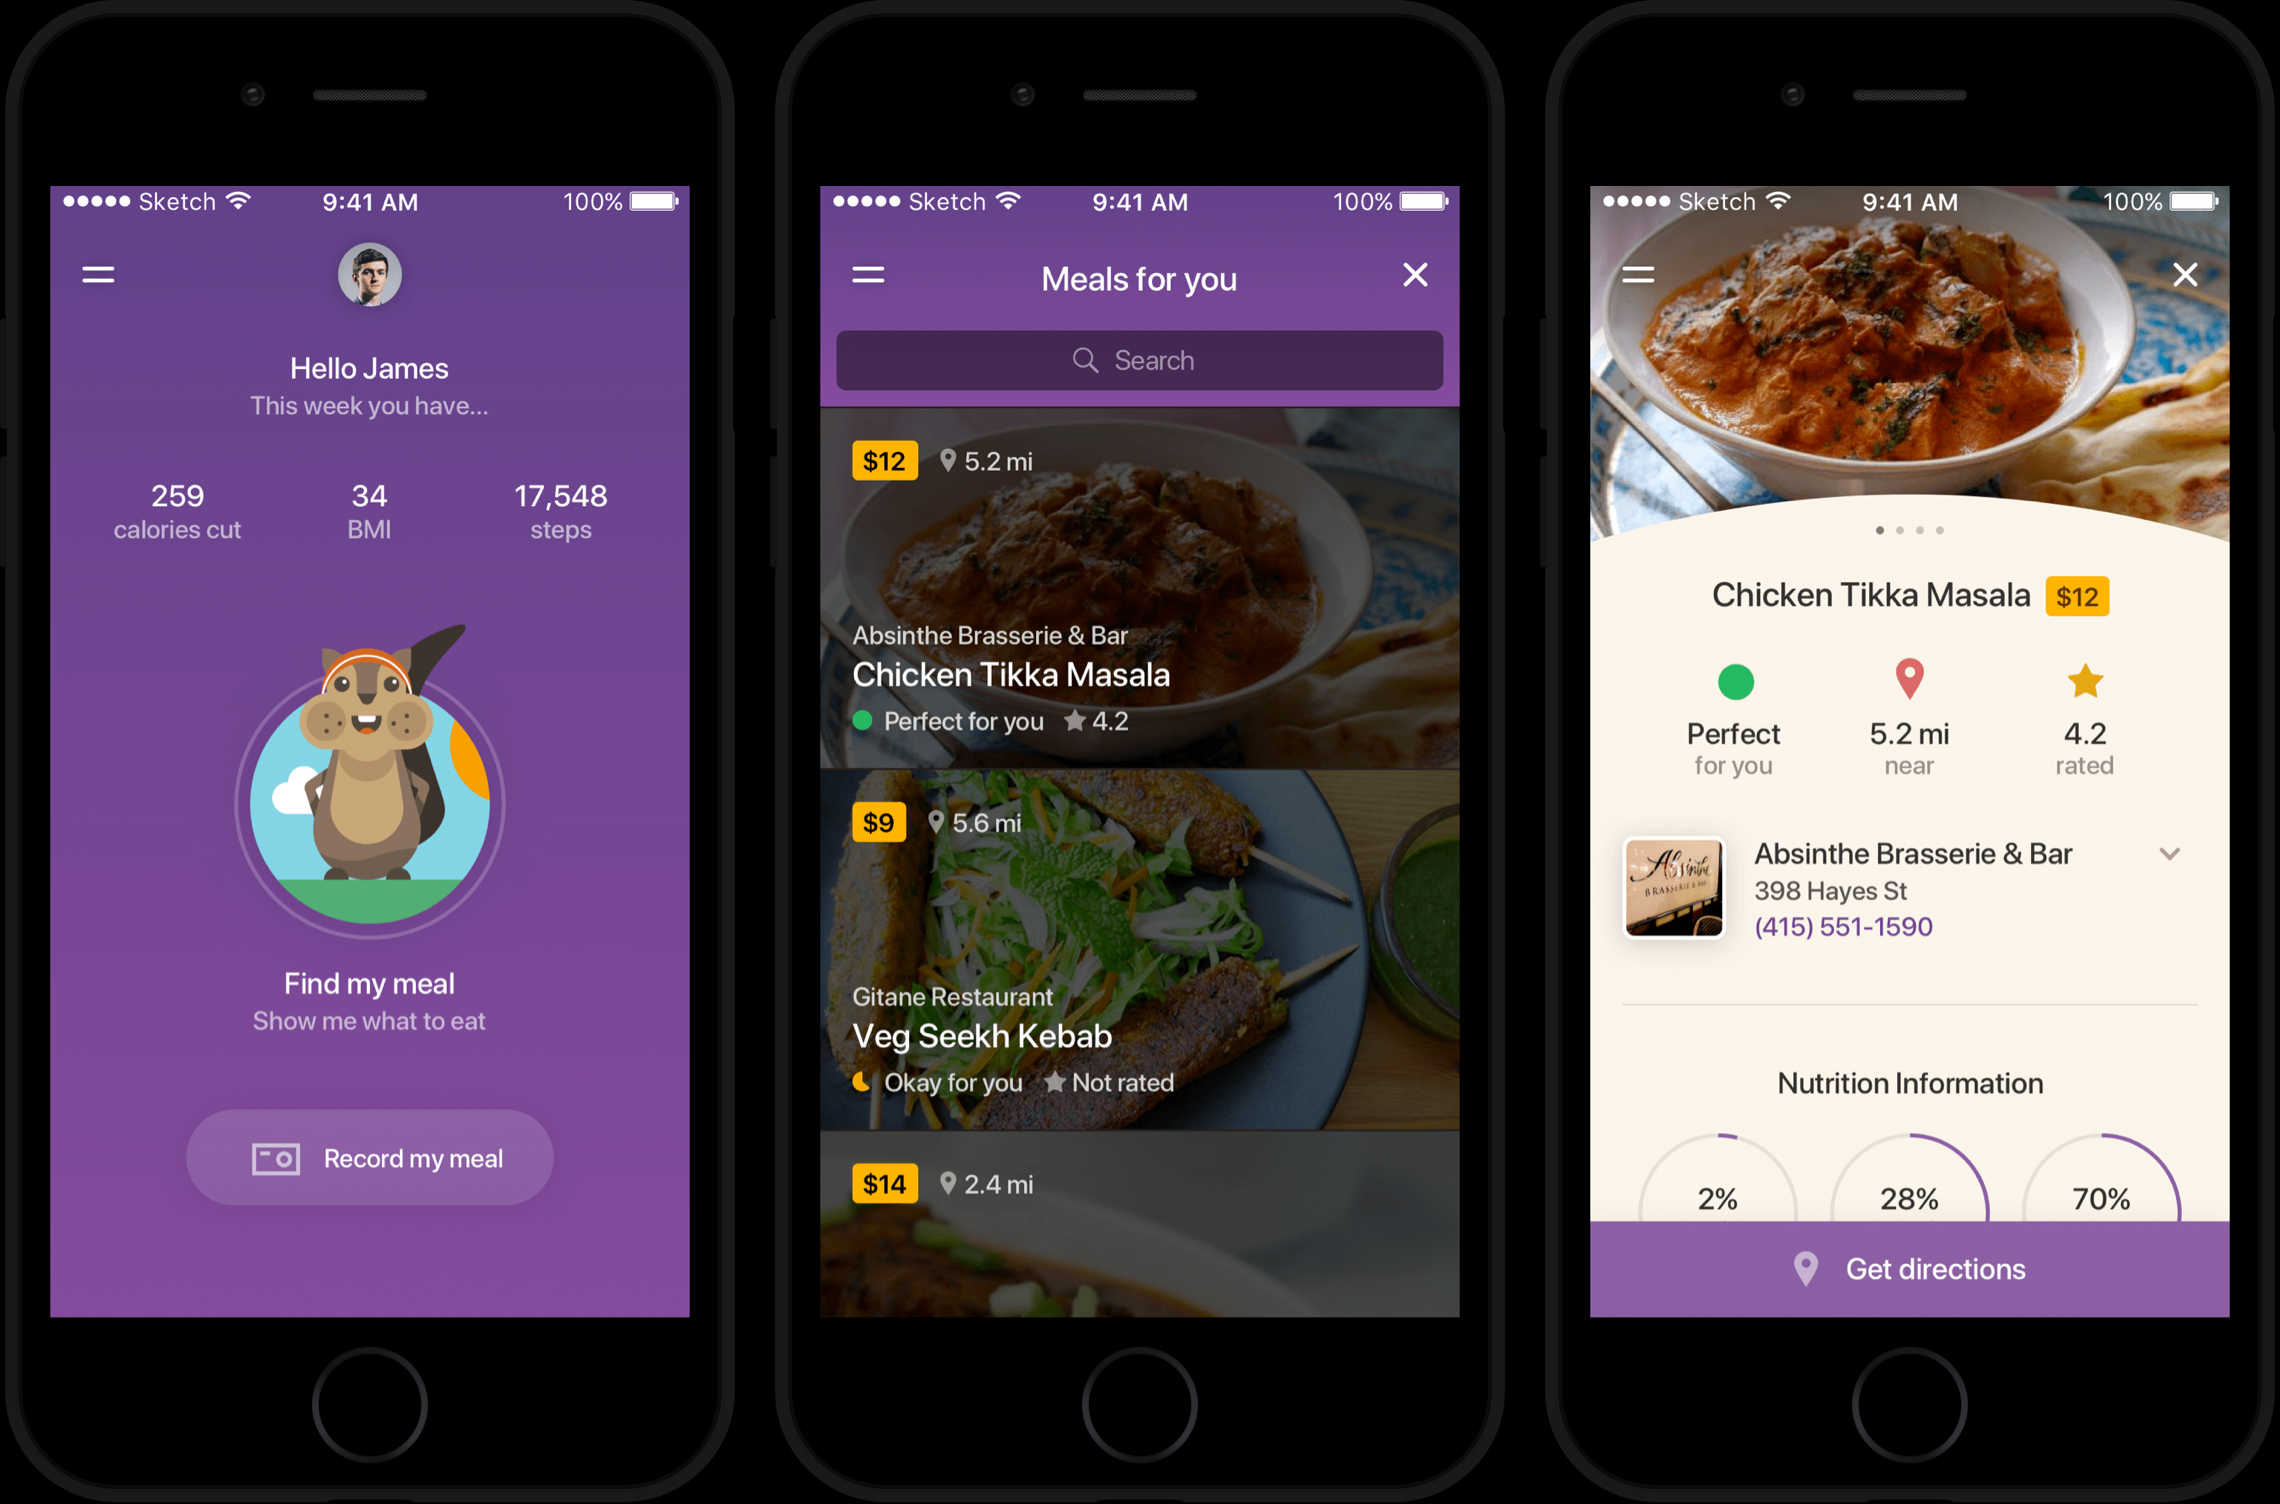 Sketch 9:41 AM 100%
Hello James
This week you have...
259 34 17,548
calories cut BMI steps
Find my meal
Show me what to eat
Record my meal
Sketch 9:41 AM 100%
Meals for you
Search
$12 5.2 mi
Absinthe Brasserie & Bar
Chicken Tikka Masala
Perfect for you 4.2
$9 5.6 mi
Gitane Restaurant
Veg Seekh Kebab
Okay for you Not rated
$14 2.4 mi
Sketch 9:41 AM 100%
Chicken Tikka Masala $12
Perfect 5.2 mi 4.2
for you near rated
Absinthe
BRASSERIE & BAR
Absinthe Brasserie & Bar
398 Hayes St
(415) 551-1590
Nutrition Information
2% 28% 70%
Get directions